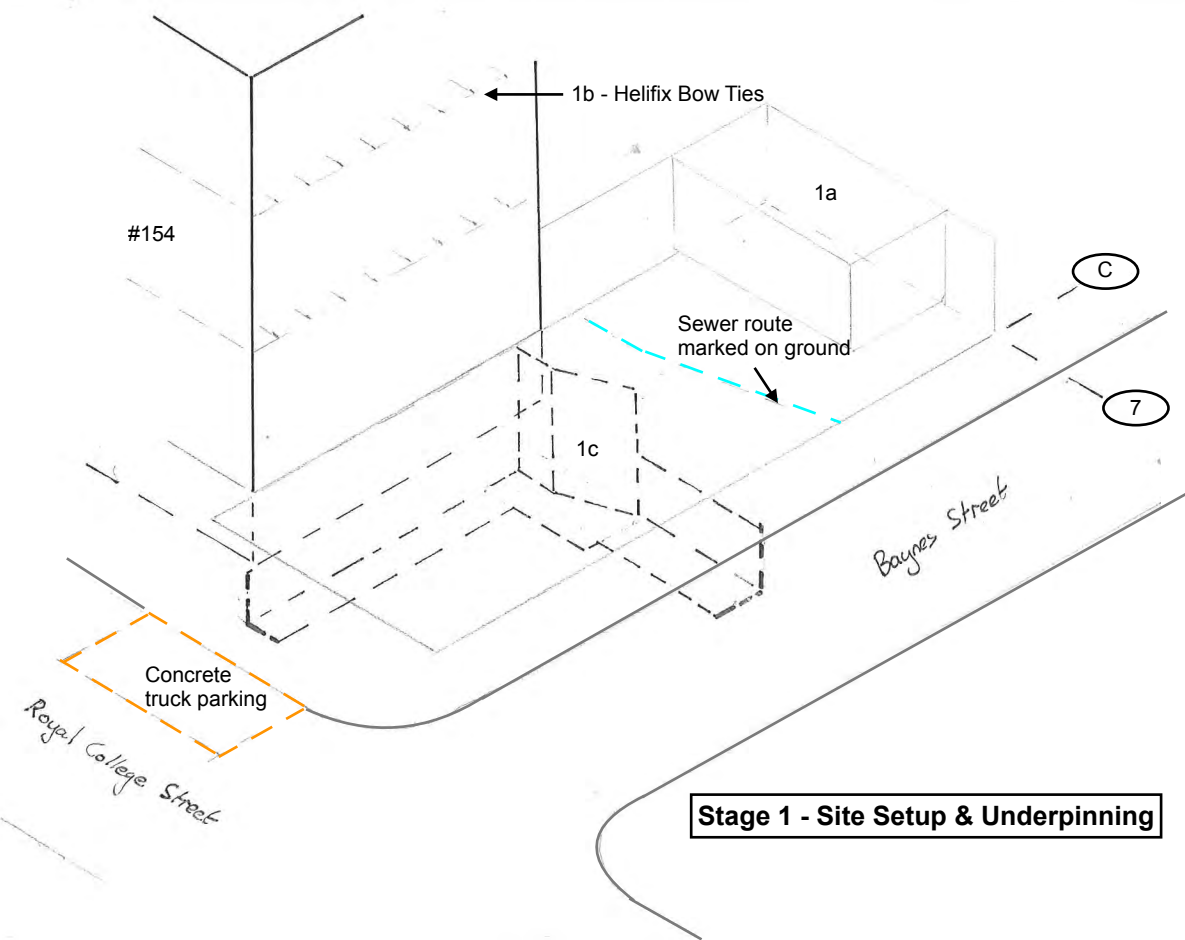 1b - Helifix Bow Ties
1a
#154
C
Sewer route
marked on ground
7
1c
Baynes Street
Concrete
truck parking
Royal College Street
Stage 1 - Site Setup & Underpinning